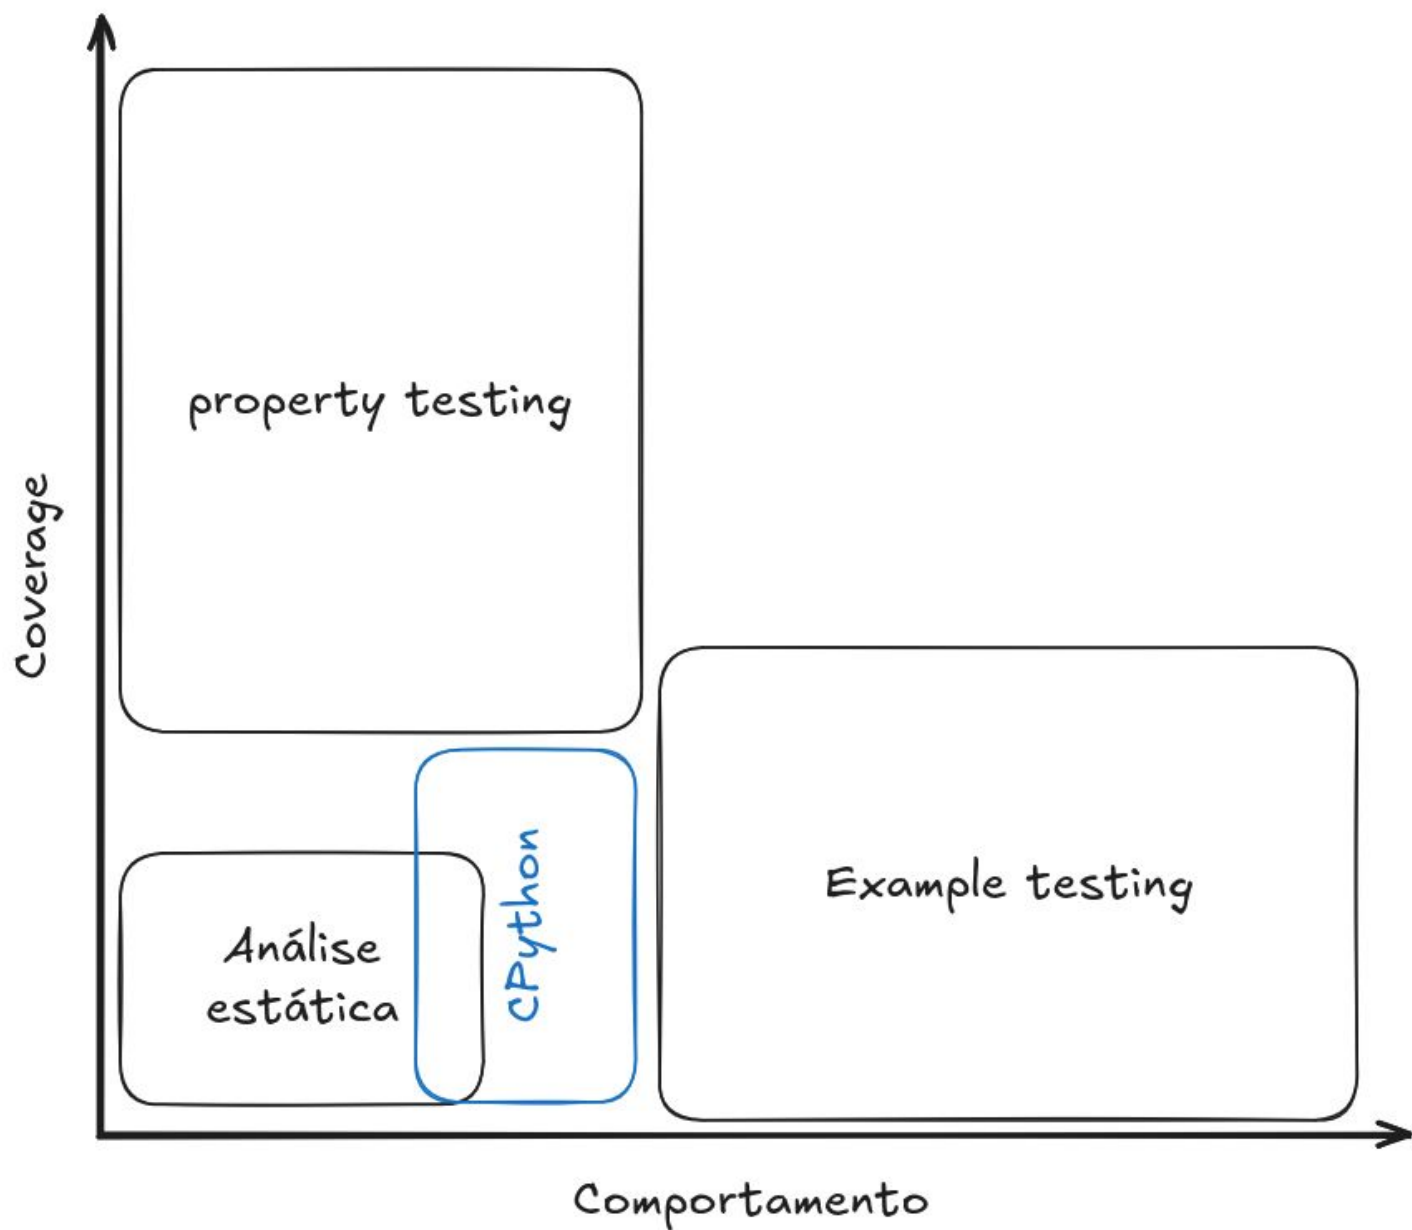 property testing
Coverage
CPython
Example testing
Análise
estática
Comportamento